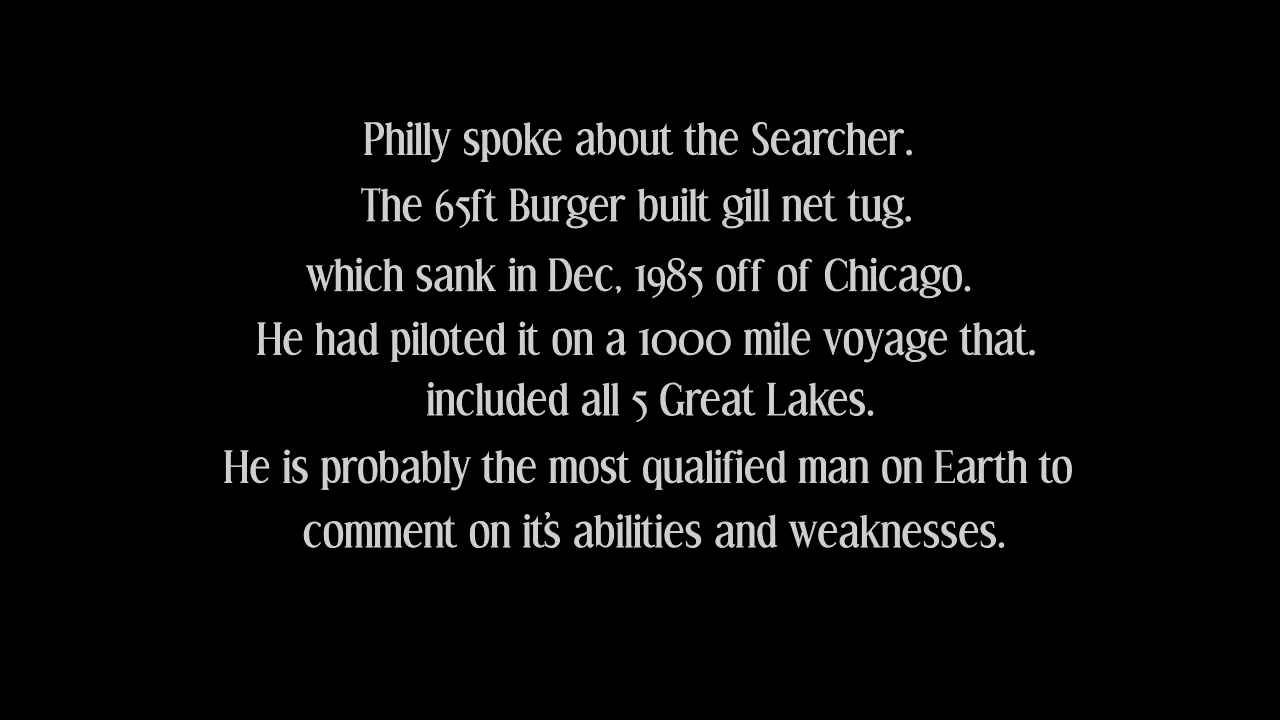 Philly spoke about the Searcher.
The 65ft Burger built gill net tug.
which sank in Dec, 1985 off of Chicago.
He had piloted it on a 1000 mile voyage that.
included all 5 Great Lakes.
He is probably the most qualified man on Earth to
comment on it's abilities and weaknesses.